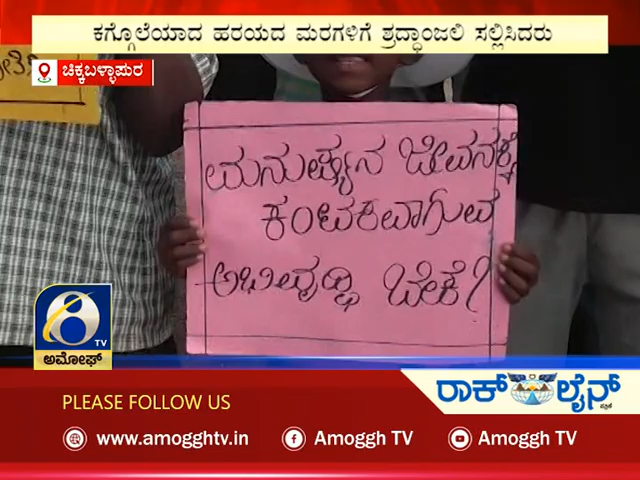 ಕಗ್ಗೊಲೆಯಾದ ಹರಯದ ಮರಗಳಿಗೆ ಶ್ರದ್ಧಾಂಜಲಿ ಸಲ್ಲಿಸಿದರು
ಚಿಕ್ಕಬಳ್ಳಾಪುರ
ಮನುಷ್ಯನ ಜೀವನಕ್ಕೆ
ಕಂಟಕವಾಗುವ
ಅಭಿವೃದ್ಧಿ ಬೇಕೆ?
TV
ಅಮೋಘ್
ರಾಕ್ ಲೈನ್
PLEASE FOLLOW US
www.amogghtv.in
Amoggh TV
Amoggh TV